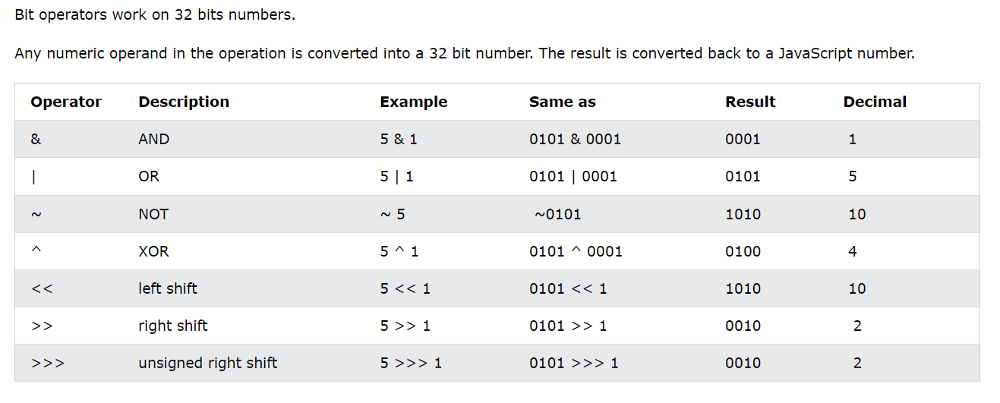 Bit operators work on 32 bits numbers.
Any numeric operand in the operation is converted into a 32 bit number. The result is converted back to a JavaScript number.
Operator Description Example Same as Result Decimal
& AND 5 & 1 0101 & 0001 0001 1
| OR 5 | 1 0101 | 0001 0101 5
~ NOT ~ 5 ~0101 1010 10
^ XOR 5 ^ 1 0101 ^ 0001 0100 4
<< left shift 5 << 1 0101 << 1 1010 10
>> right shift 5 >> 1 0101 >> 1 0010 2
>>> unsigned right shift 5 >>> 1 0101 >>> 1 0010 2